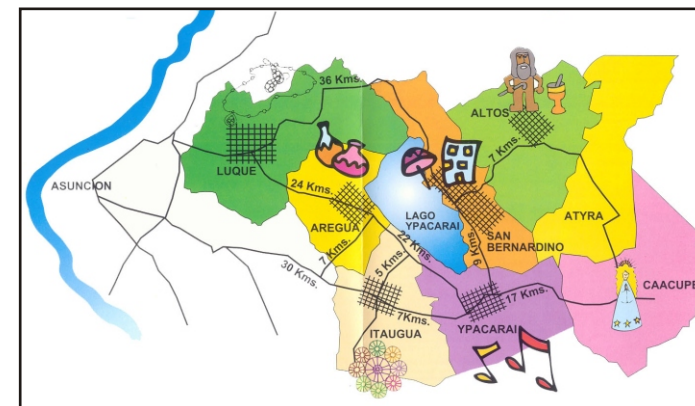 36 Kms.
ALTOS
7 Kms.
LUQUE
ASUNCION
24 Kms.
LAGO
YPACARAI
ATYRA
AREGUA
SAN
BERNARDINO
22 Kms.
9 Kms
7 Kms.
30 Kms.
5 Kms.
17 Kms.
CAACUPE
7Kms.
ITAUGUA
YPACARAI